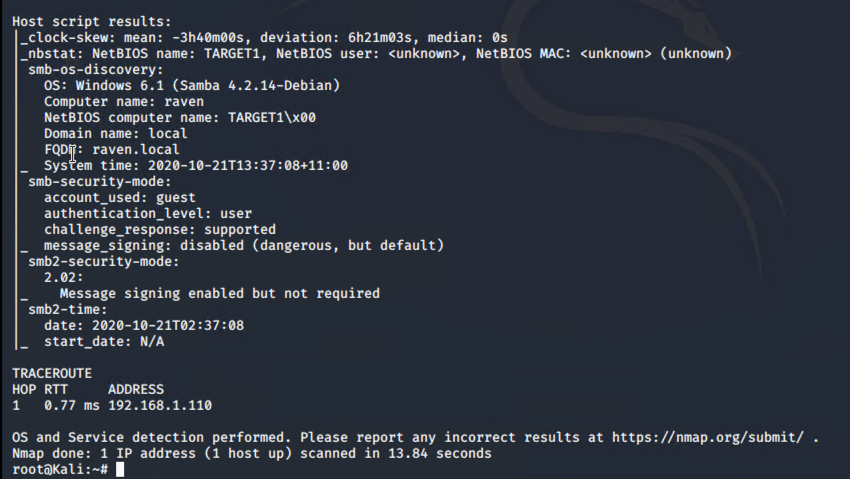 Host script results:
|_clock-skew: mean: -3h40m00s, deviation: 6h21m03s, median: 0s
|_nbstat: NetBIOS name: TARGET1, NetBIOS user: <unknown>, NetBIOS MAC: <unknown> (unknown)
| smb-os-discovery:
|   OS: Windows 6.1 (Samba 4.2.14-Debian)
|   Computer name: raven
|   NetBIOS computer name: TARGET1\x00
|   Domain name: local
|   FQDN: raven.local
|_  System time: 2020-10-21T13:37:08+11:00
| smb-security-mode:
|   account_used: guest
|   authentication_level: user
|   challenge_response: supported
|_  message_signing: disabled (dangerous, but default)
| smb2-security-mode:
|   2.02:
|_    Message signing enabled but not required
| smb2-time:
|   date: 2020-10-21T02:37:08
|_  start_date: N/A
TRACEROUTE
HOP RTT     ADDRESS
1   0.77 ms 192.168.1.110
OS and Service detection performed. Please report any incorrect results at https://nmap.org/submit/ .
Nmap done: 1 IP address (1 host up) scanned in 13.84 seconds
root@Kali:~#